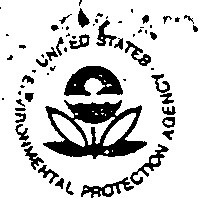 UNITED STATES
ENVIRONMENTAL PROTECTION AGENCY